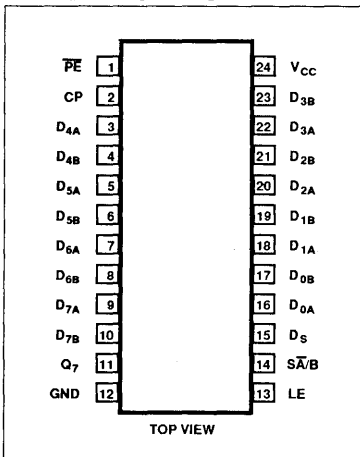 PE 1 24 VCC
CP 2 23 D3B
D4A 3 22 D3A
D4B 4 21 D2B
D5A 5 20 D2A
D5B 6 19 D1B
D6A 7 18 D1A
D6B 8 17 D0B
D7A 9 16 D0A
D7B 10 15 DS
Q7 11 14 SA̅/B
GND 12 13 LE
TOP VIEW